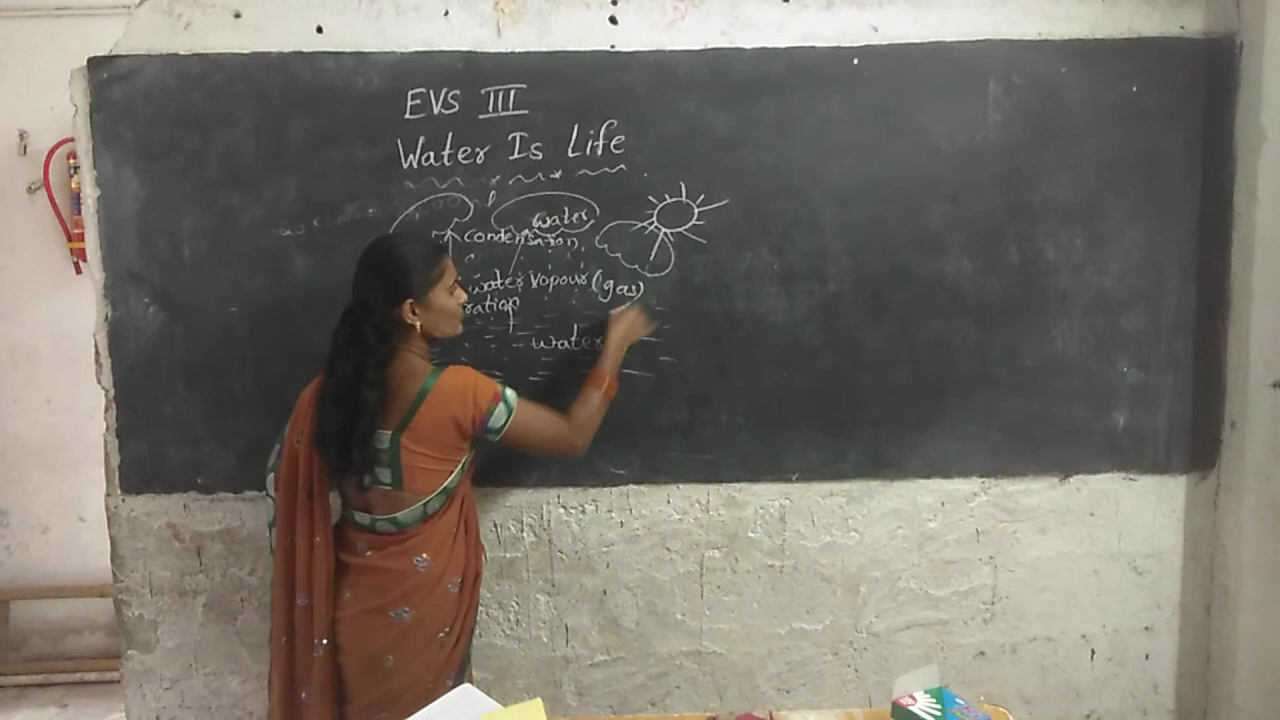 EVS III
Water Is Life
water
condensation
water Vopour (gas)
ration
water